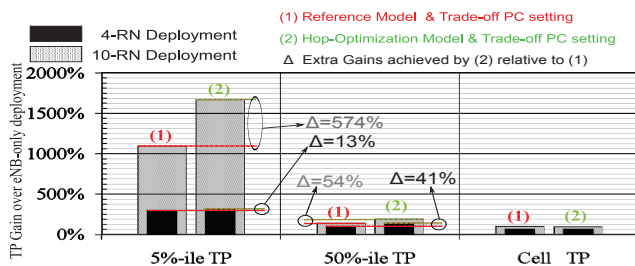 4-RN Deployment
10-RN Deployment
(1) Reference Model & Trade-off PC setting
(2) Hop-Optimization Model & Trade-off PC setting
Δ Extra Gains achieved by (2) relative to (1)
TP Gain over eNB-only deployment
2000%
1500%
1000%
500%
0%
(1)
(2)
Δ=574%
Δ=13%
Δ=54%
Δ=41%
(1)
(2)
(1)
(2)
5%-ile TP
50%-ile TP
Cell TP